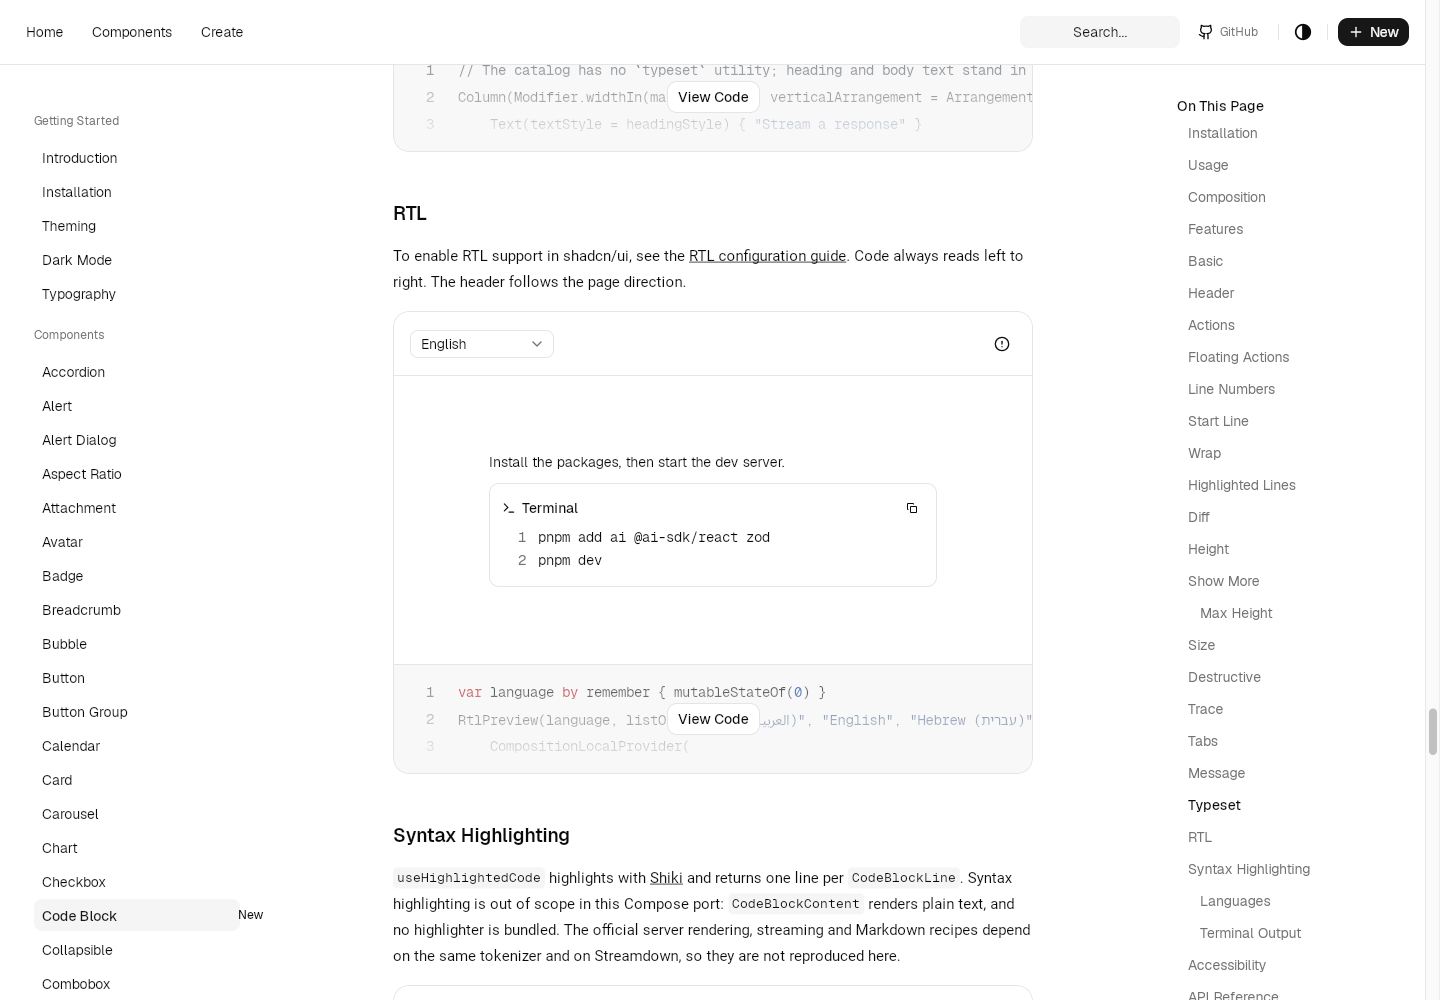 Home
Components
Create
Search...
GitHub
New
Getting Started
Introduction
Installation
Theming
Dark Mode
Typography
Components
Accordion
Alert
Alert Dialog
Aspect Ratio
Attachment
Avatar
Badge
Breadcrumb
Bubble
Button
Button Group
Calendar
Card
Carousel
Chart
Checkbox
Code Block
New
Collapsible
Combobox
1 // The catalog has no `typeset` utility; heading and body text stand in
2 Column(Modifier.widthIn(ma
View Code
verticalArrangement = Arrangement
3 Text(textStyle = headingStyle) { "Stream a response" }
RTL
To enable RTL support in shadcn/ui, see the RTL configuration guide. Code always reads left to
right. The header follows the page direction.
English
Install the packages, then start the dev server.
Terminal
1 pnpm add ai @ai-sdk/react zod
2 pnpm dev
1 var language by remember { mutableStateOf(0) }
2 RtlPreview(language, listO
View Code
)", "English", "Hebrew (עברית)"
3 CompositionLocalProvider(
Syntax Highlighting
useHighlightedCode highlights with Shiki and returns one line per CodeBlockLine. Syntax
highlighting is out of scope in this Compose port: CodeBlockContent renders plain text, and
no highlighter is bundled. The official server rendering, streaming and Markdown recipes depend
on the same tokenizer and on Streamdown, so they are not reproduced here.
On This Page
Installation
Usage
Composition
Features
Basic
Header
Actions
Floating Actions
Line Numbers
Start Line
Wrap
Highlighted Lines
Diff
Height
Show More
Max Height
Size
Destructive
Trace
Tabs
Message
Typeset
RTL
Syntax Highlighting
Languages
Terminal Output
Accessibility
API Reference